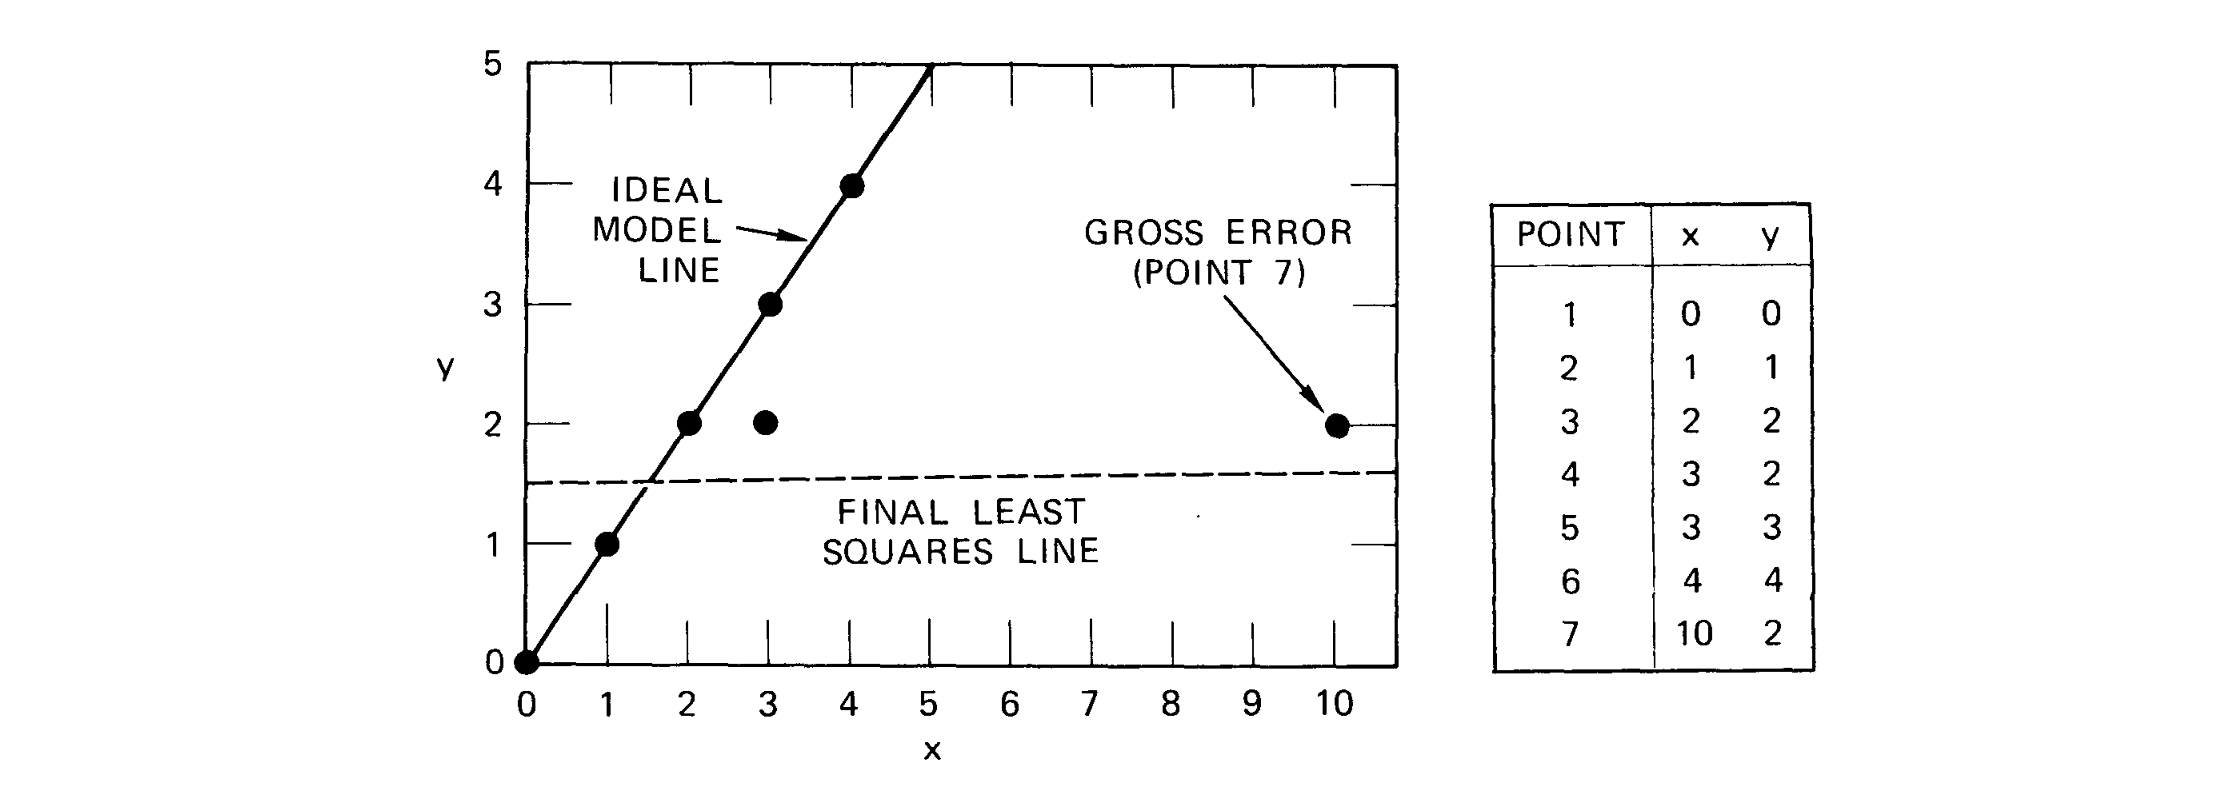 5
4
3
2
1
0
y
IDEAL
MODEL
LINE
GROSS ERROR
(POINT 7)
FINAL LEAST
SQUARES LINE
0 1 2 3 4 5 6 7 8 9 10
x
POINT x y
1 0 0
2 1 1
3 2 2
4 3 2
5 3 3
6 4 4
7 10 2